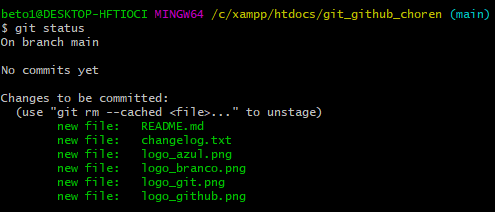 beto1@DESKTOP-HFTIOCI MINGW64 /c/xampp/htdocs/git_github_choren (main)
$ git status
On branch main
No commits yet
Changes to be committed:
(use "git rm --cached <file>..." to unstage)
new file: README.md
new file: changelog.txt
new file: logo_azul.png
new file: logo_branco.png
new file: logo_git.png
new file: logo_github.png